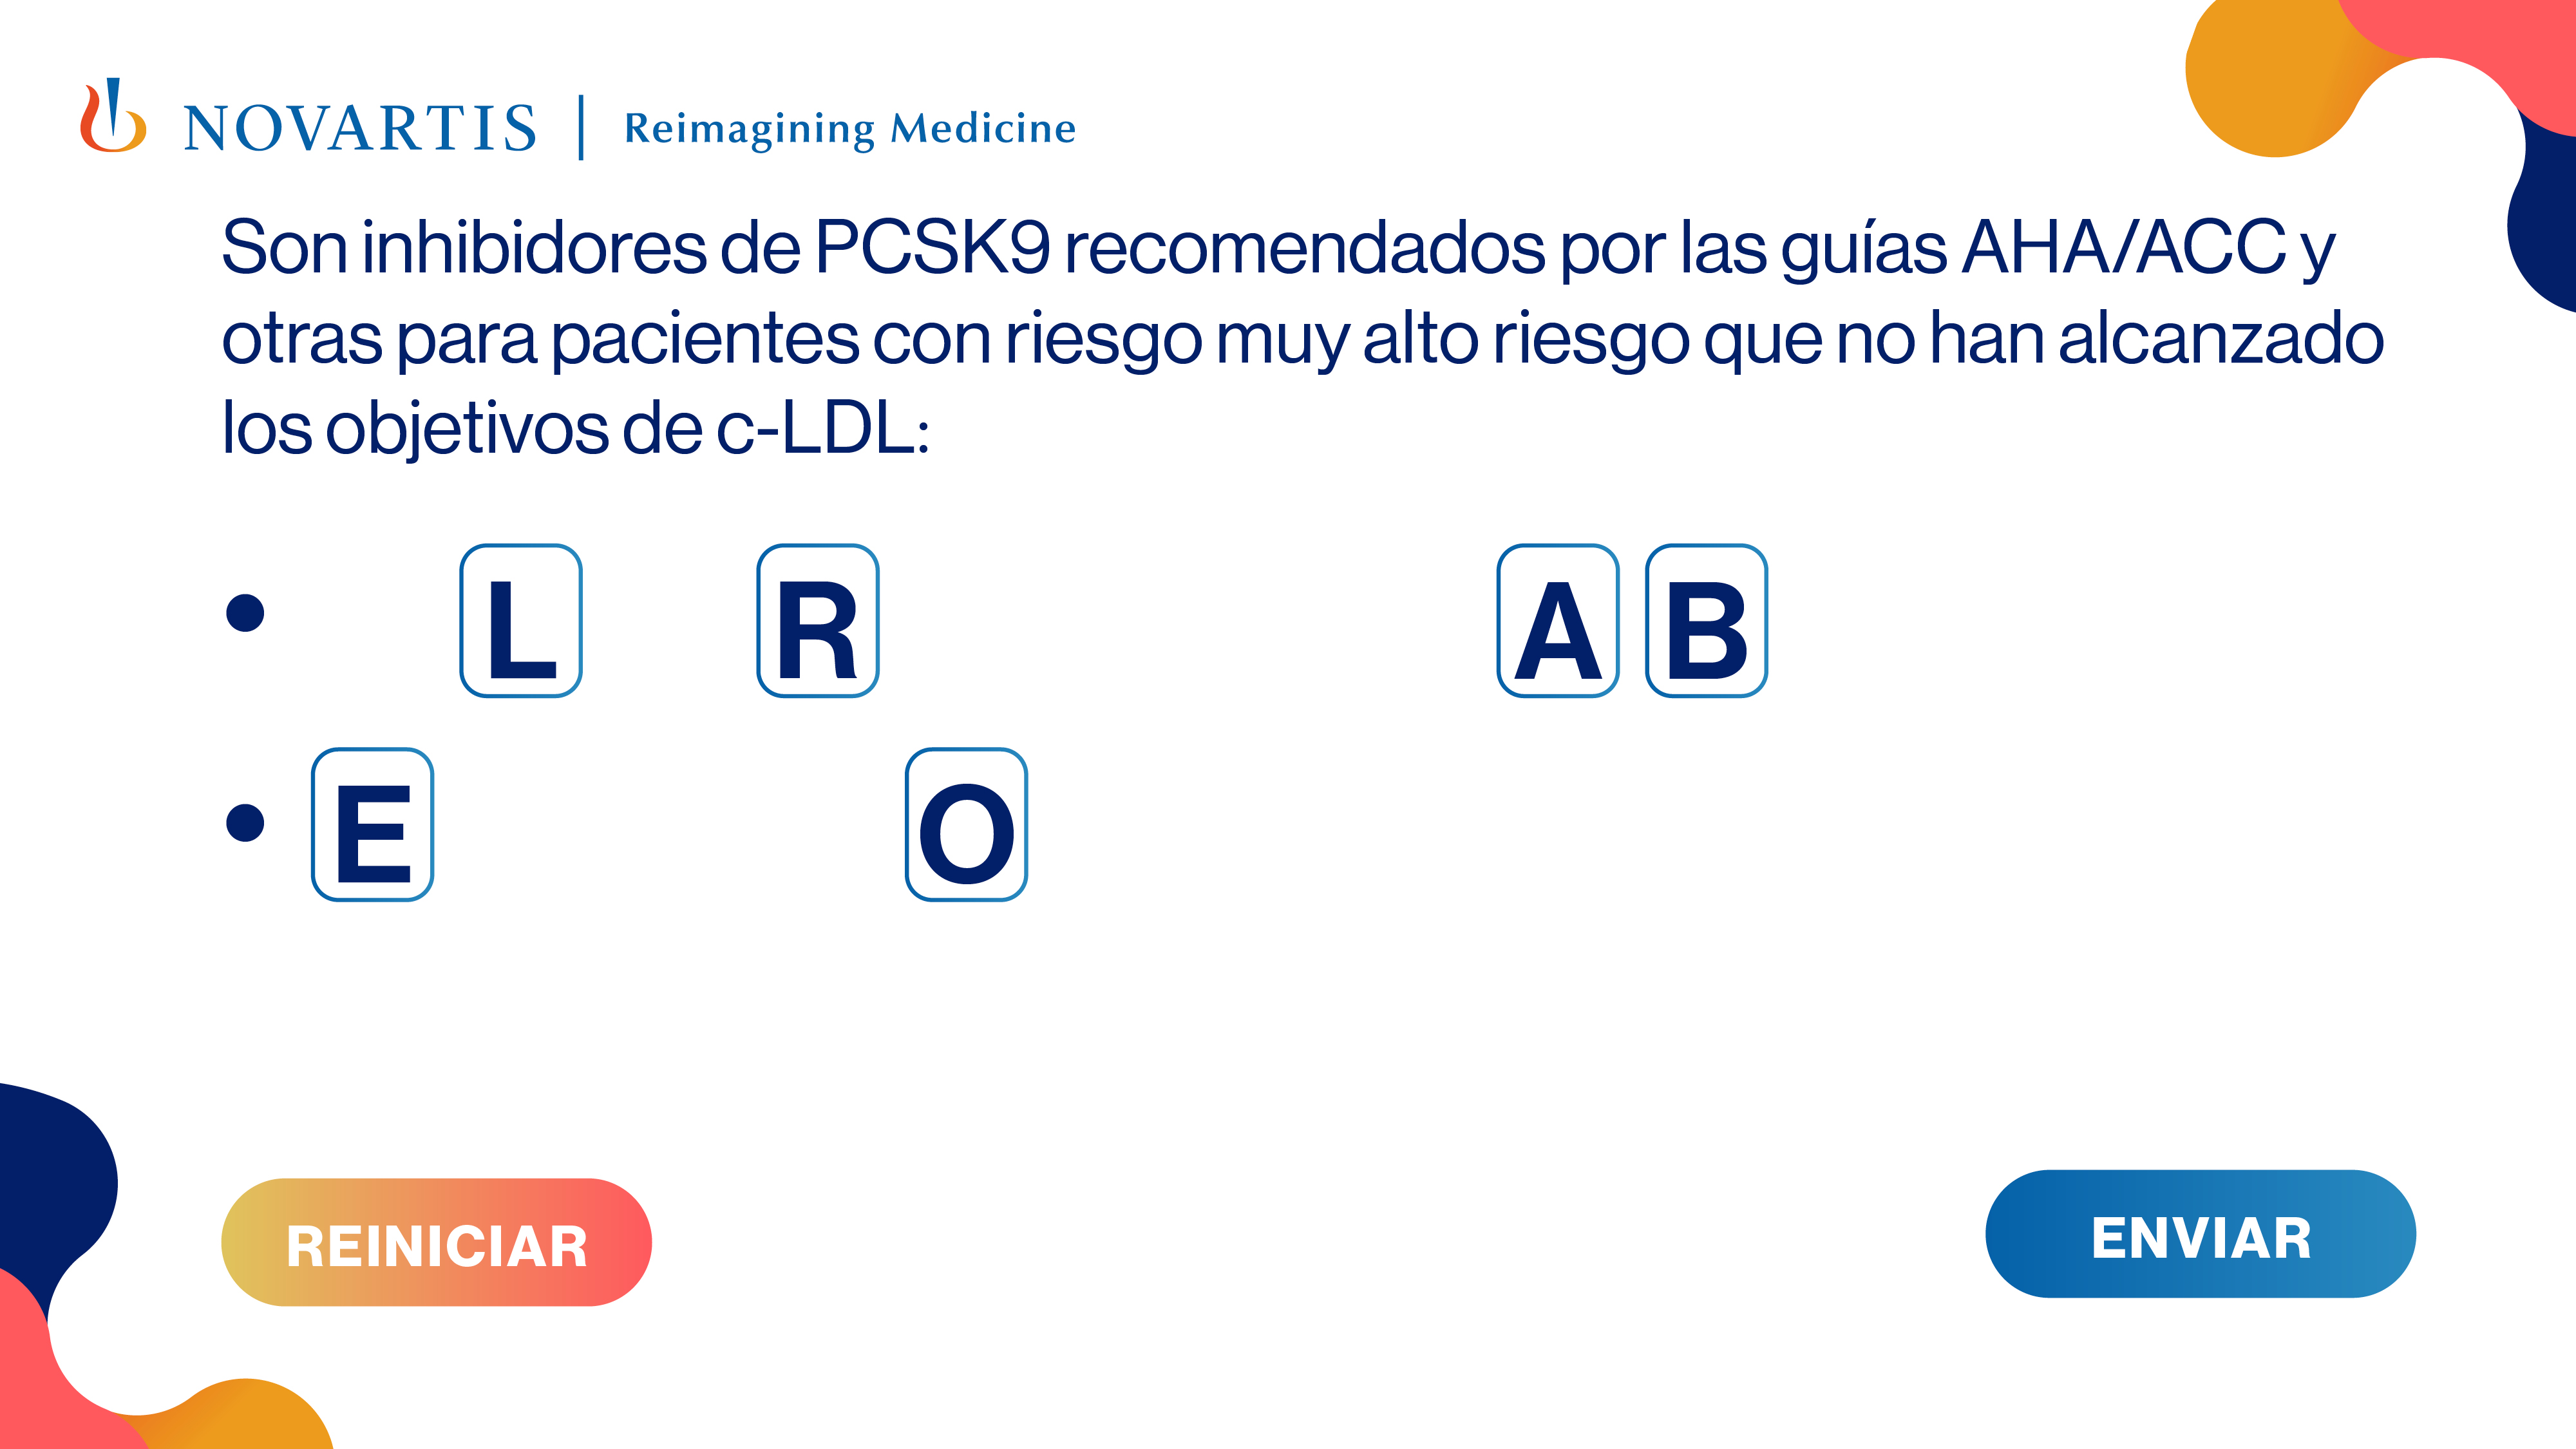 NOVARTIS | Reimagining Medicine
Son inhibidores de PCSK9 recomendados por las guías AHA/ACC y
otras para pacientes con riesgo muy alto riesgo que no han alcanzado
los objetivos de c-LDL:
• L R A B
• E O
REINICIAR
ENVIAR